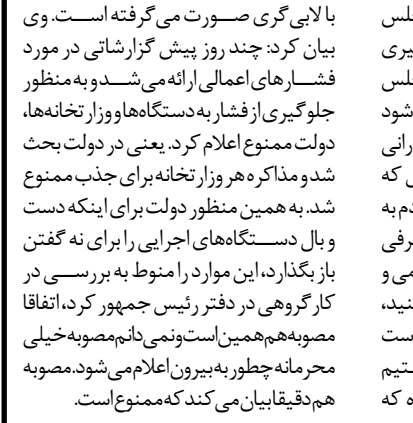 با لابی‌گری صورت می‌گرفته است. وی
بیان کرد: چند روز پیش گزارشاتی در مورد
فشارهای اعمالی ارائه می‌شد و به منظور
جلوگیری از فشار به دستگاه‌ها و وزارتخانه‌ها،
دولت ممنوع اعلام کرد. یعنی در دولت بحث
شد و مذاکره هر وزارتخانه برای جذب ممنوع
شد. به همین منظور دولت برای اینکه دست
و بال دستگاه‌های اجرایی را برای نه گفتن
باز بگذارد، این موارد را منوط به بررسی در
کارگروهی در دفتر رئیس جمهور کرد، اتفاقا
مصوبه هم همین است و نمی‌دانم مصوبه خیلی
محرمانه چطور به بیرون اعلام می‌شود. مصوبه
هم دقیقا بیان می‌کند که ممنوع است.